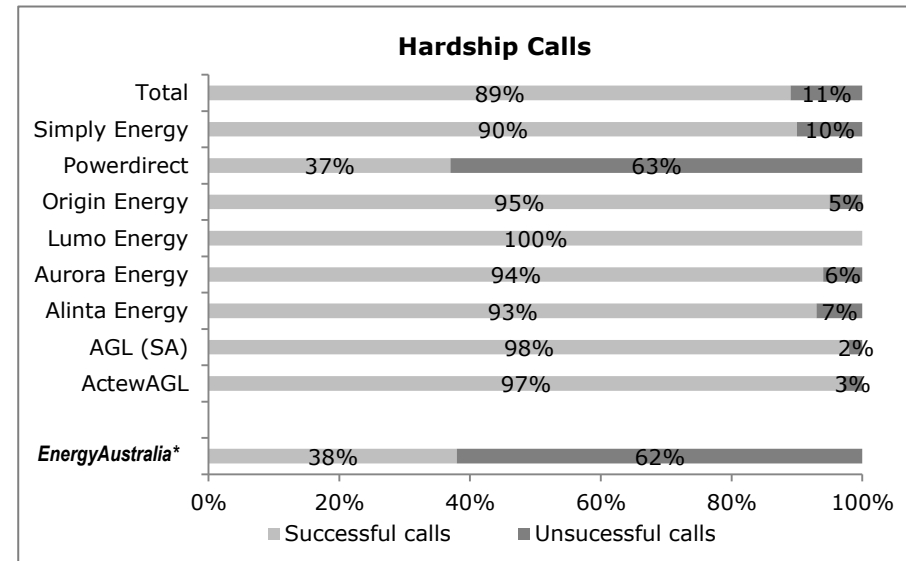 Hardship Calls
Total 89% 11%
Simply Energy 90% 10%
Powerdirect 37% 63%
Origin Energy 95% 5%
Lumo Energy 100%
Aurora Energy 94% 6%
Alinta Energy 93% 7%
AGL (SA) 98% 2%
ActewAGL 97% 3%
EnergyAustralia* 38% 62%
0% 20% 40% 60% 80% 100%
Successful calls Unsucessful calls